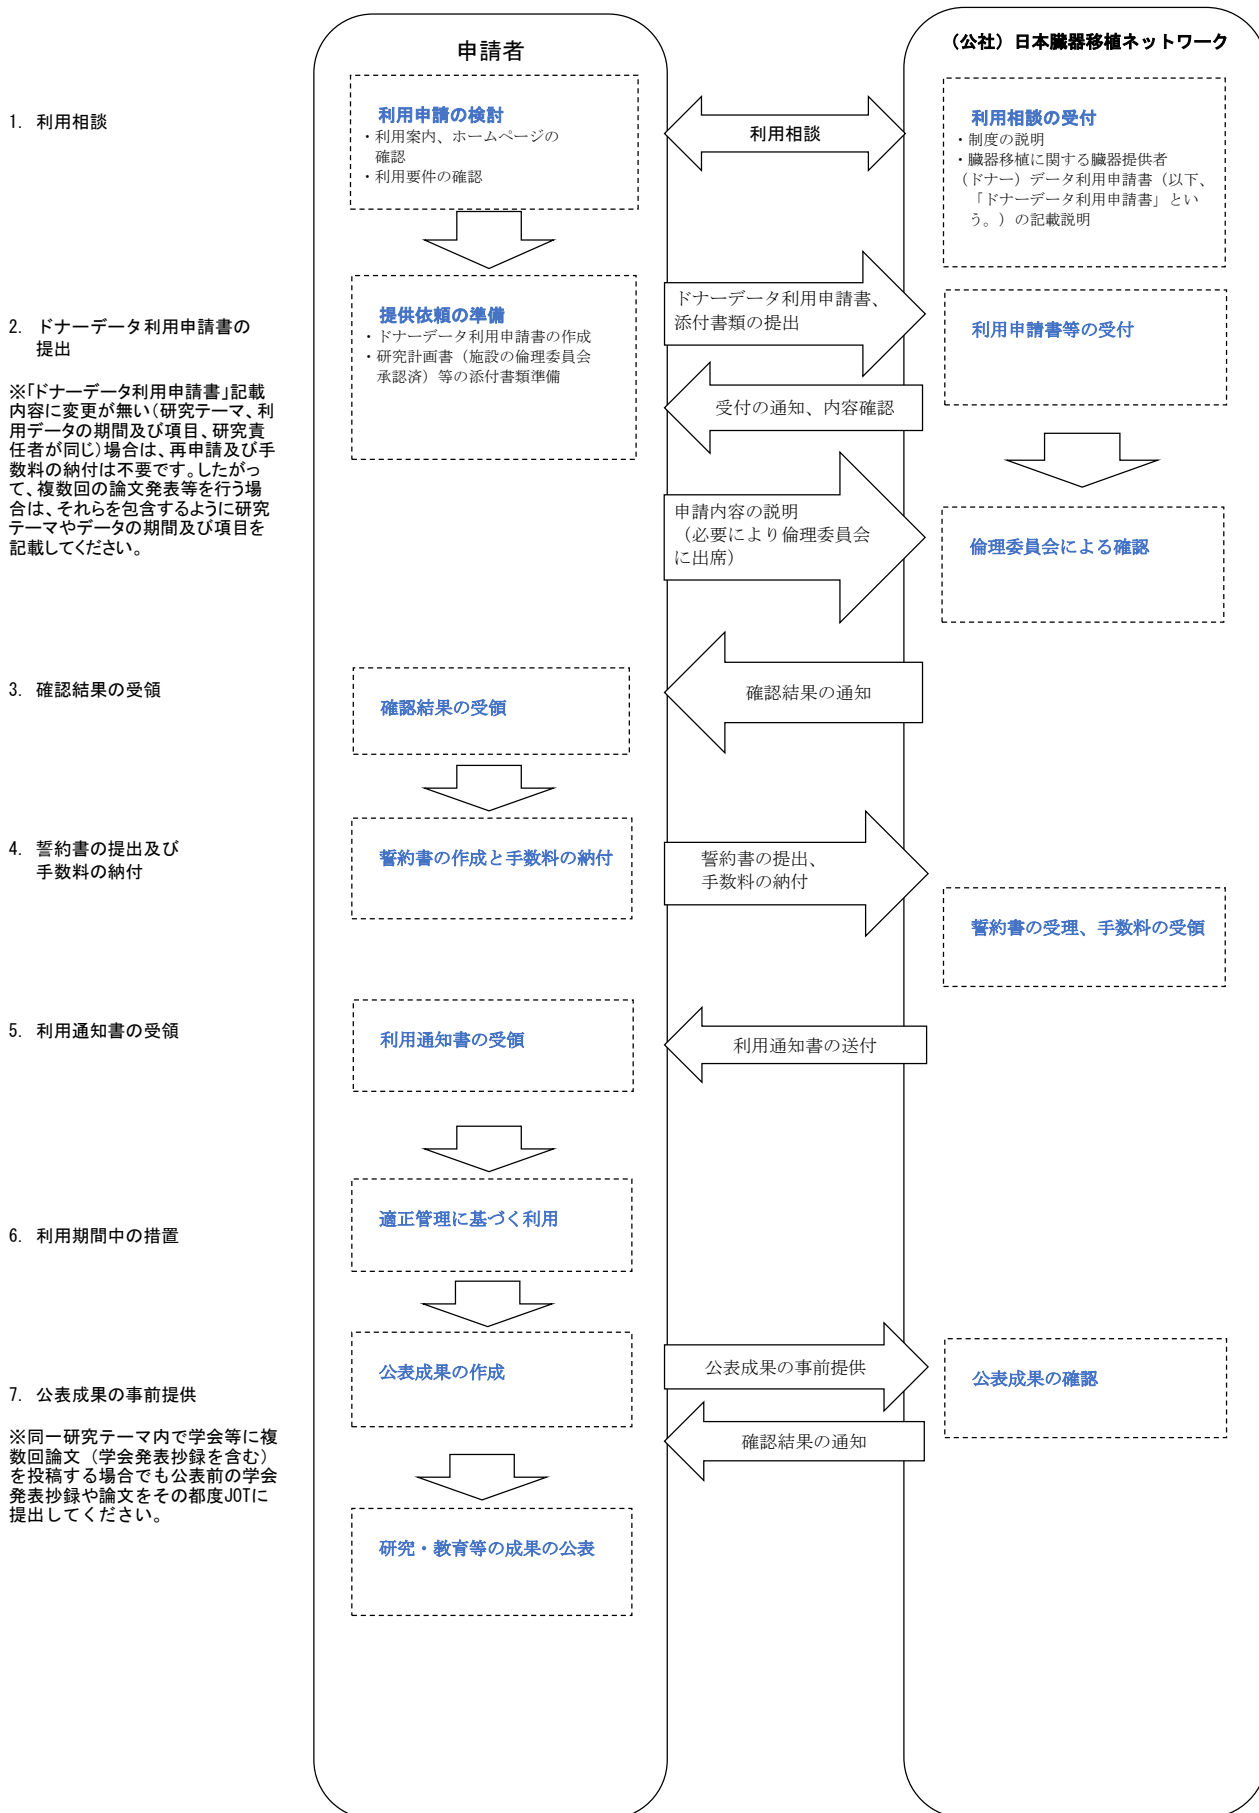 申請者
（公社）日本臓器移植ネットワーク
1. 利用相談
利用申請の検討
・利用案内、ホームページの
確認
・利用要件の確認
利用相談
利用相談の受付
・制度の説明
・臓器移植に関する臓器提供者
（ドナー）データ利用申請書（以下、
「ドナーデータ利用申請書」とい
う。）の記載説明
2. ドナーデータ利用申請書の
提出
※「ドナーデータ利用申請書」記載
内容に変更が無い（研究テーマ、利
用データの期間及び項目、研究責
任者が同じ）場合は、再申請及び手
数料の納付は不要です。したがっ
て、複数回の論文発表等を行う場
合は、それらを包含するように研究
テーマやデータの期間及び項目を
記載してください。
提供依頼の準備
・ドナーデータ利用申請書の作成
・研究計画書（施設の倫理委員会
承認済）等の添付書類準備
ドナーデータ利用申請書、
添付書類の提出
利用申請書等の受付
受付の通知、内容確認
申請内容の説明
（必要により倫理委員会
に出席）
倫理委員会による確認
3. 確認結果の受領
確認結果の受領
確認結果の通知
4. 誓約書の提出及び
手数料の納付
誓約書の作成と手数料の納付
誓約書の提出、
手数料の納付
誓約書の受理、手数料の受領
5. 利用通知書の受領
利用通知書の受領
利用通知書の送付
6. 利用期間中の措置
適正管理に基づく利用
7. 公表成果の事前提供
※同一研究テーマ内で学会等に複
数回論文（学会発表抄録を含む）
を投稿する場合でも公表前の学会
発表抄録や論文をその都度JOTに
提出してください。
公表成果の作成
公表成果の事前提供
公表成果の確認
確認結果の通知
研究・教育等の成果の公表